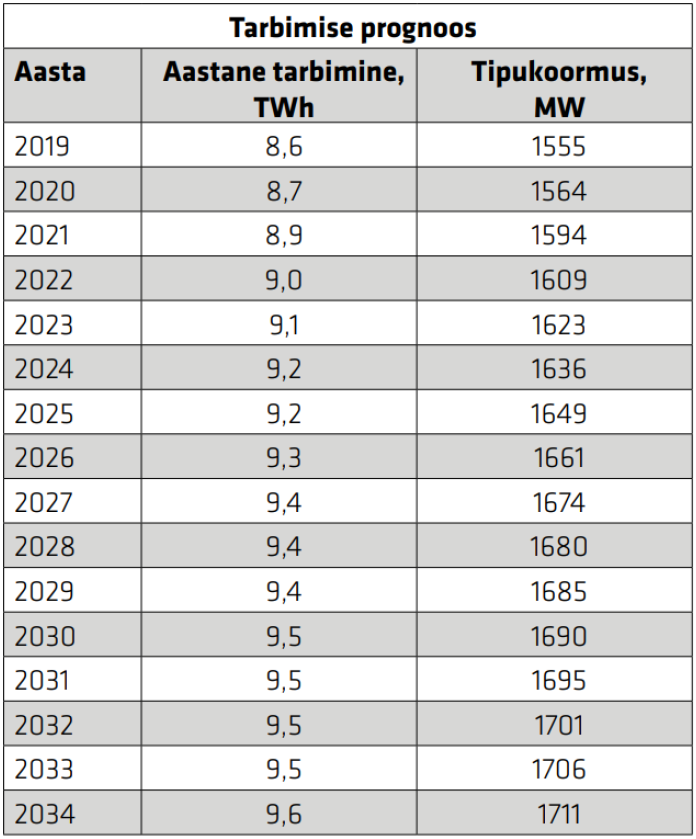 Tarbimise prognoos
Aasta Aastane tarbimine, TWh Tipukoormus, MW
2019 8,6 1555
2020 8,7 1564
2021 8,9 1594
2022 9,0 1609
2023 9,1 1623
2024 9,2 1636
2025 9,2 1649
2026 9,3 1661
2027 9,4 1674
2028 9,4 1680
2029 9,4 1685
2030 9,5 1690
2031 9,5 1695
2032 9,5 1701
2033 9,5 1706
2034 9,6 1711